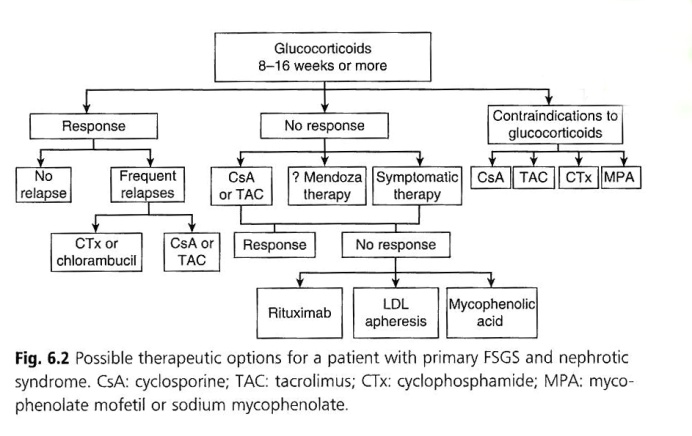 Glucocorticoids
8–16 weeks or more
Response
No response
Contraindications to
glucocorticoids
No
relapse
Frequent
relapses
CsA
or TAC
? Mendoza
therapy
Symptomatic
therapy
CsA
TAC
CTx
MPA
CTx or
chlorambucil
CsA or
TAC
Response
No response
Rituximab
LDL
apheresis
Mycophenolic
acid
Fig. 6.2 Possible therapeutic options for a patient with primary FSGS and nephrotic
syndrome. CsA: cyclosporine; TAC: tacrolimus; CTx: cyclophosphamide; MPA: myco-
phenolate mofetil or sodium mycophenolate.